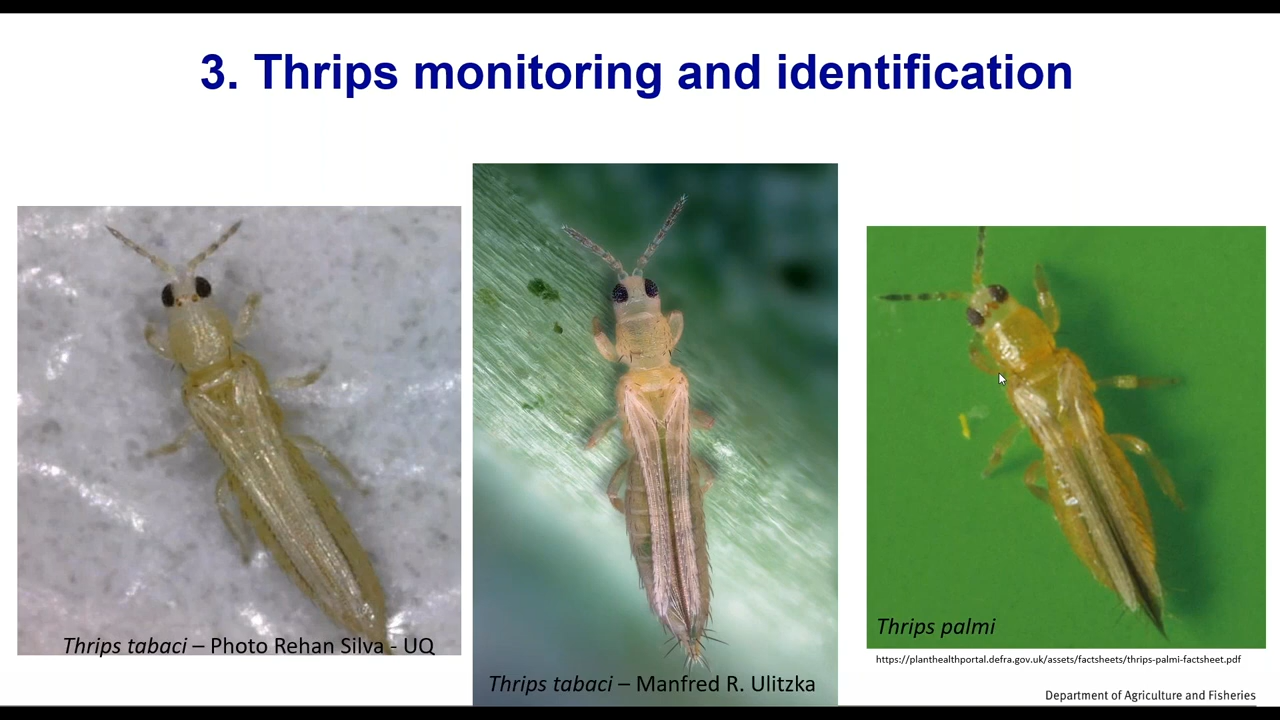 3. Thrips monitoring and identification
Thrips tabaci – Photo Rehan Silva - UQ
Thrips tabaci – Manfred R. Ulitzka
Thrips palmi
https://planthealthportal.defra.gov.uk/assets/factsheets/thrips-palmi-factsheet.pdf
Department of Agriculture and Fisheries